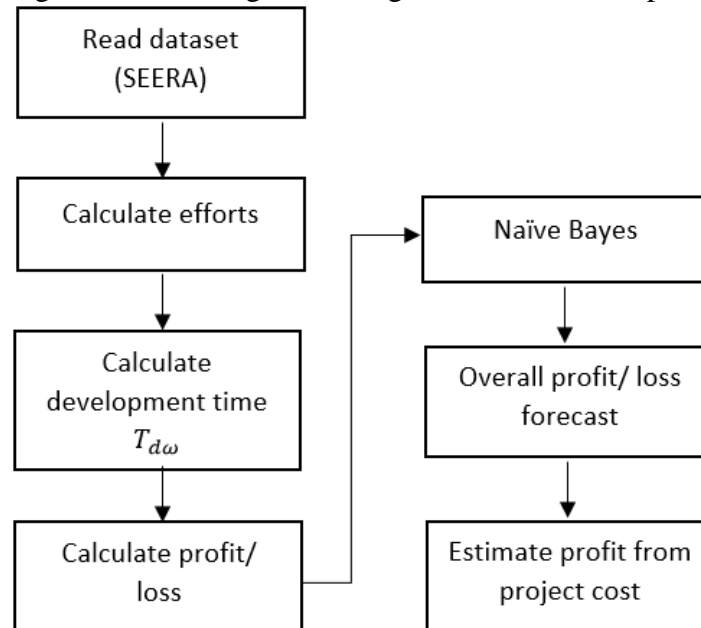 Read dataset
(SEERA)
Calculate efforts
Calculate
development time
T_{dω}
Calculate profit/
loss
Naïve Bayes
Overall profit/ loss
forecast
Estimate profit from
project cost